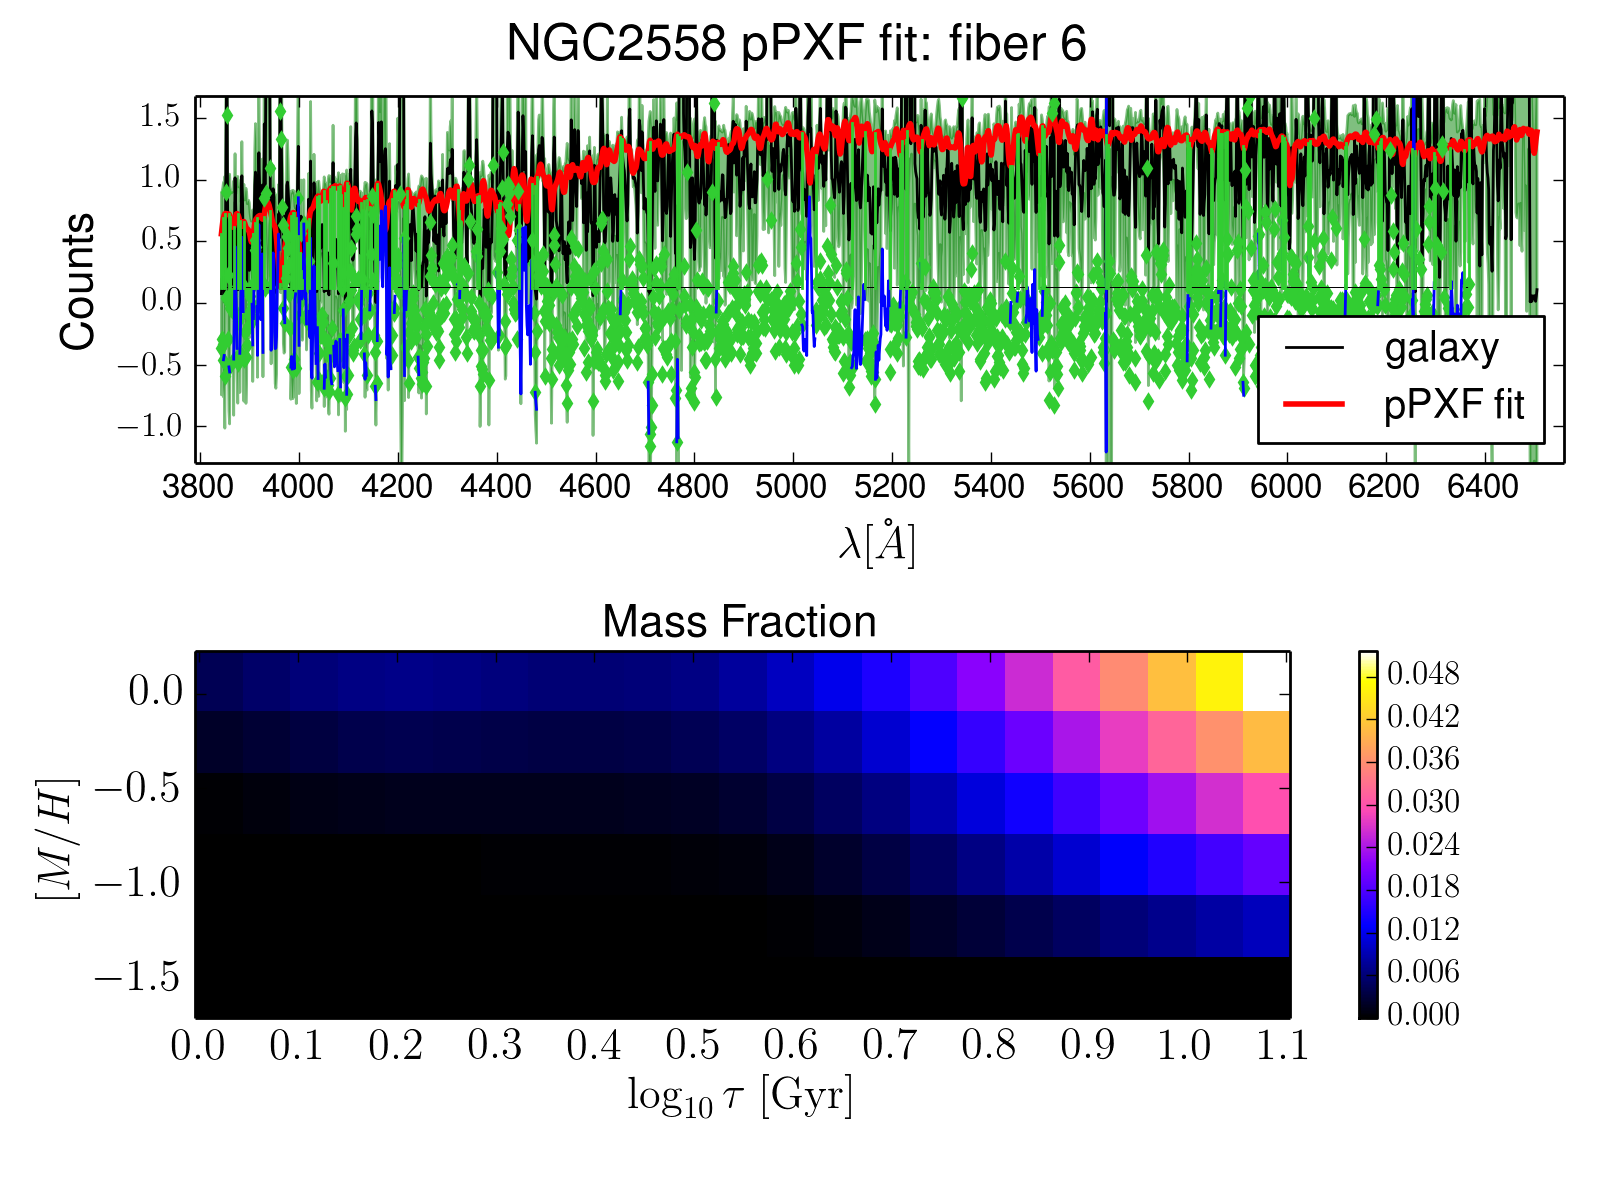 NGC2558 pPXF fit: fiber 6
1.5
1.0
0.5
0.0
−0.5
−1.0
Counts
galaxy
pPXF fit
3800 4000 4200 4400 4600 4800 5000 5200 5400 5600 5800 6000 6200 6400
λ[Å]
Mass Fraction
0.0
−0.5
−1.0
−1.5
[M/H]
0.0 0.1 0.2 0.3 0.4 0.5 0.6 0.7 0.8 0.9 1.0 1.1
log₁₀ τ [Gyr]
0.048
0.042
0.036
0.030
0.024
0.018
0.012
0.006
0.000